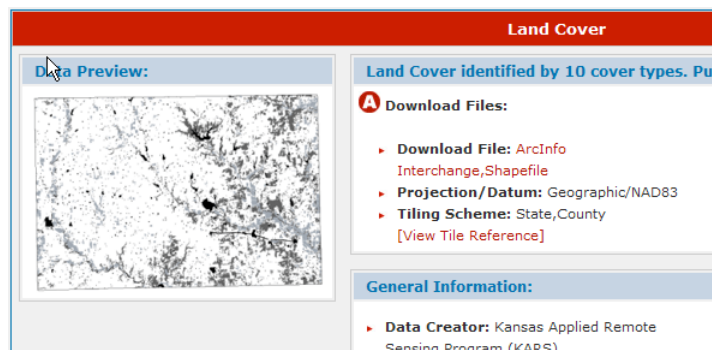 Land Cover
Data Preview:
Land Cover identified by 10 cover types. Pu
A Download Files:
Download File: ArcInfo
Interchange,Shapefile
Projection/Datum: Geographic/NAD83
Tiling Scheme: State,County
[View Tile Reference]
General Information:
Data Creator: Kansas Applied Remote
Sensing Program (KARS)